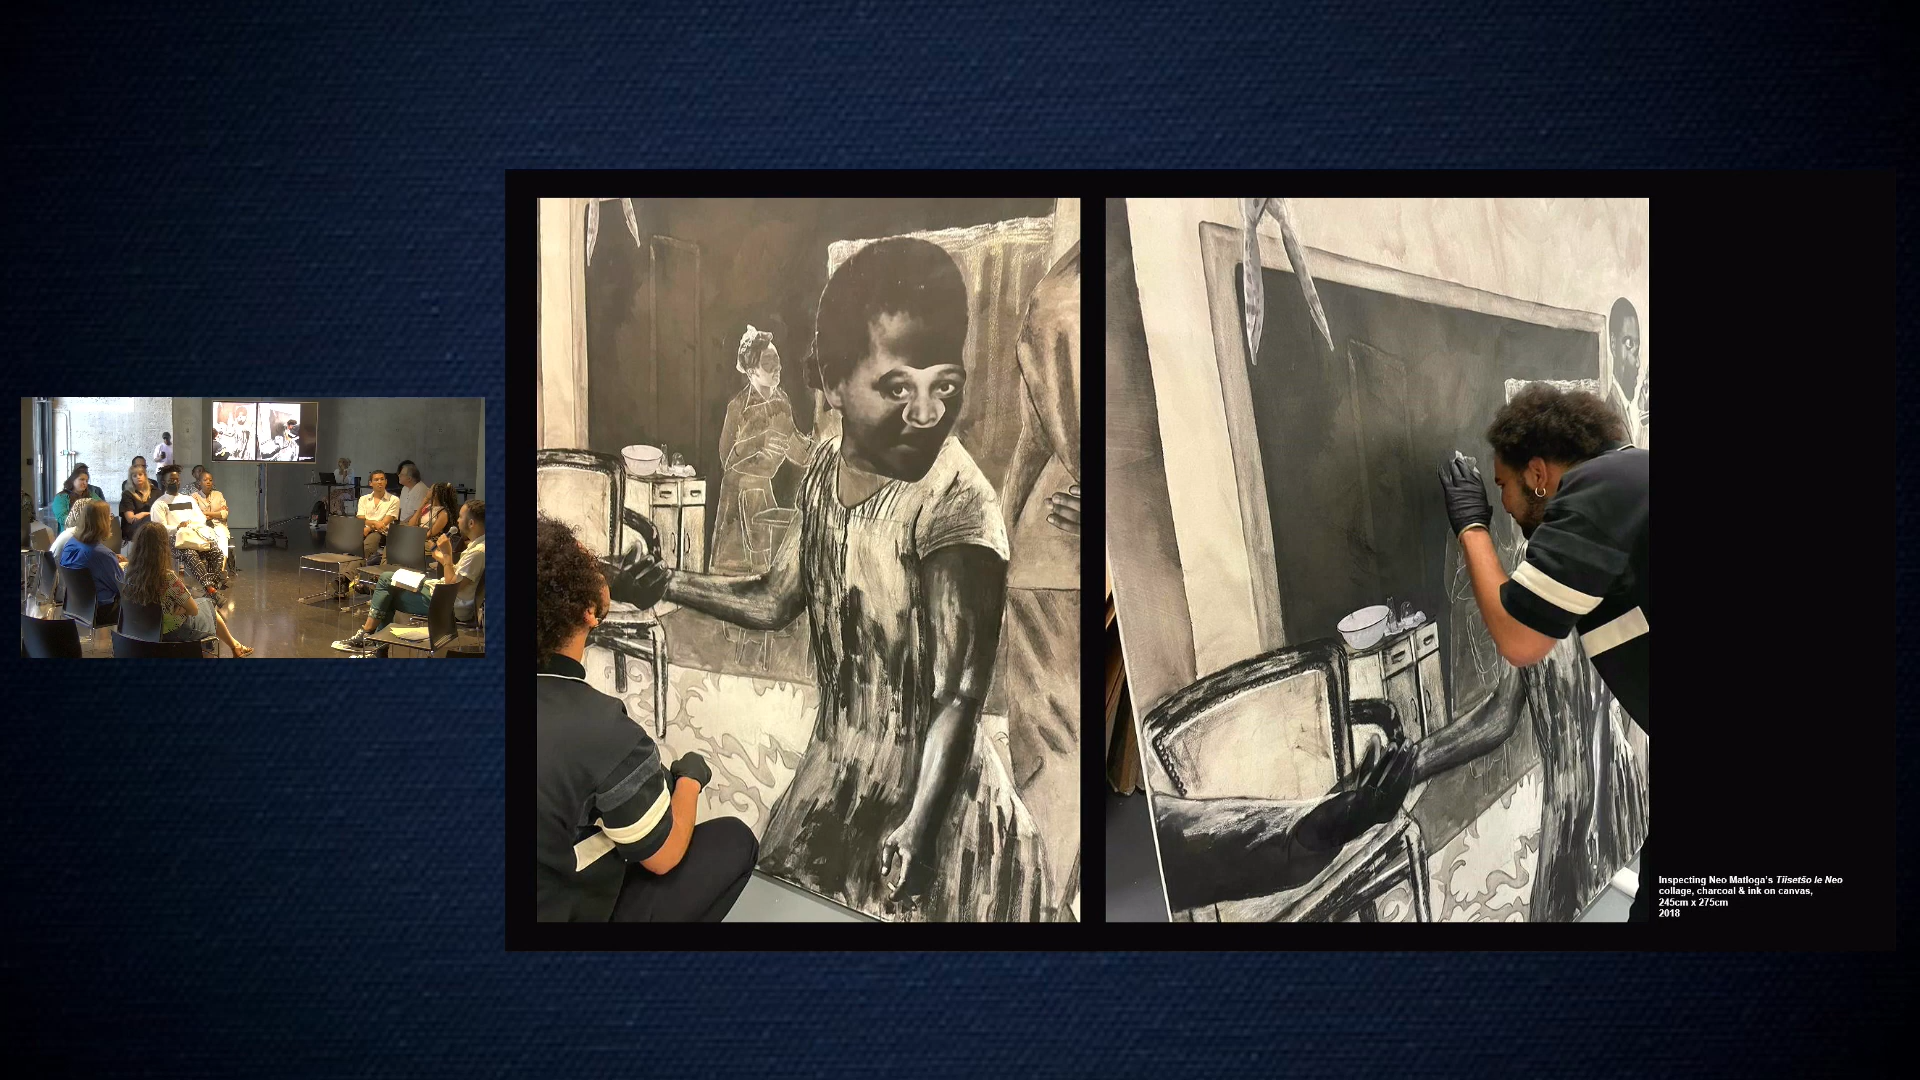 Inspecting Neo Matloga's Tiisetšo le Neo
collage, charcoal & ink on canvas,
245cm x 275cm
2018